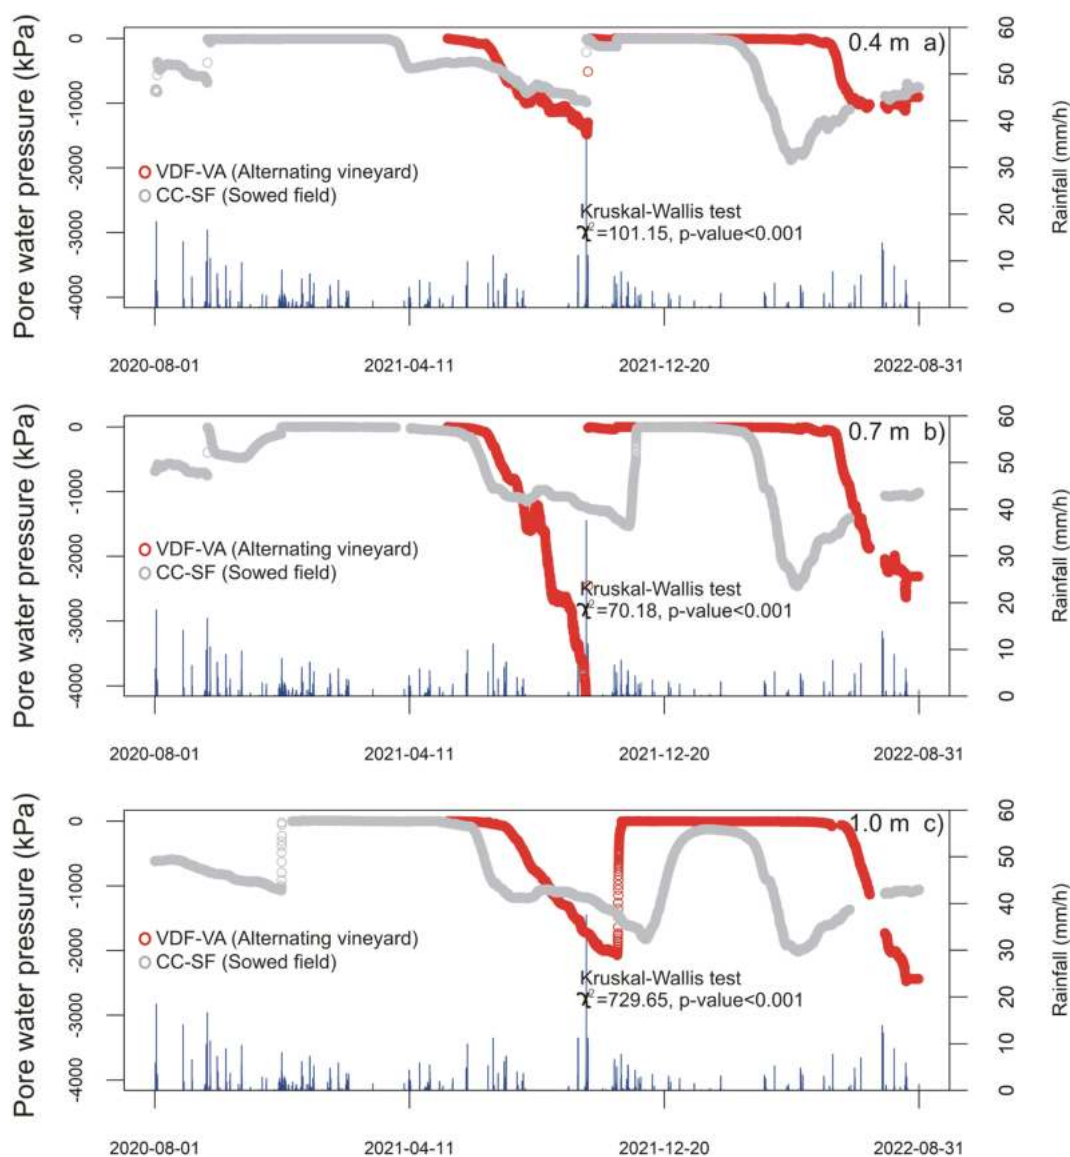 Pore water pressure (kPa)
0
-1000
-2000
-3000
-4000
0.4 m a)
VDF-VA (Alternating vineyard)
CC-SF (Sowed field)
Kruskal-Wallis test
χ²=101.15, p-value<0.001
60
50
40
30
20
10
0
Rainfall (mm/h)
2020-08-01 2021-04-11 2021-12-20 2022-08-31
Pore water pressure (kPa)
0
-1000
-2000
-3000
-4000
0.7 m b)
VDF-VA (Alternating vineyard)
CC-SF (Sowed field)
Kruskal-Wallis test
χ²=70.18, p-value<0.001
60
50
40
30
20
10
0
Rainfall (mm/h)
2020-08-01 2021-04-11 2021-12-20 2022-08-31
Pore water pressure (kPa)
0
-1000
-2000
-3000
-4000
1.0 m c)
VDF-VA (Alternating vineyard)
CC-SF (Sowed field)
Kruskal-Wallis test
χ²=729.65, p-value<0.001
60
50
40
30
20
10
0
Rainfall (mm/h)
2020-08-01 2021-04-11 2021-12-20 2022-08-31